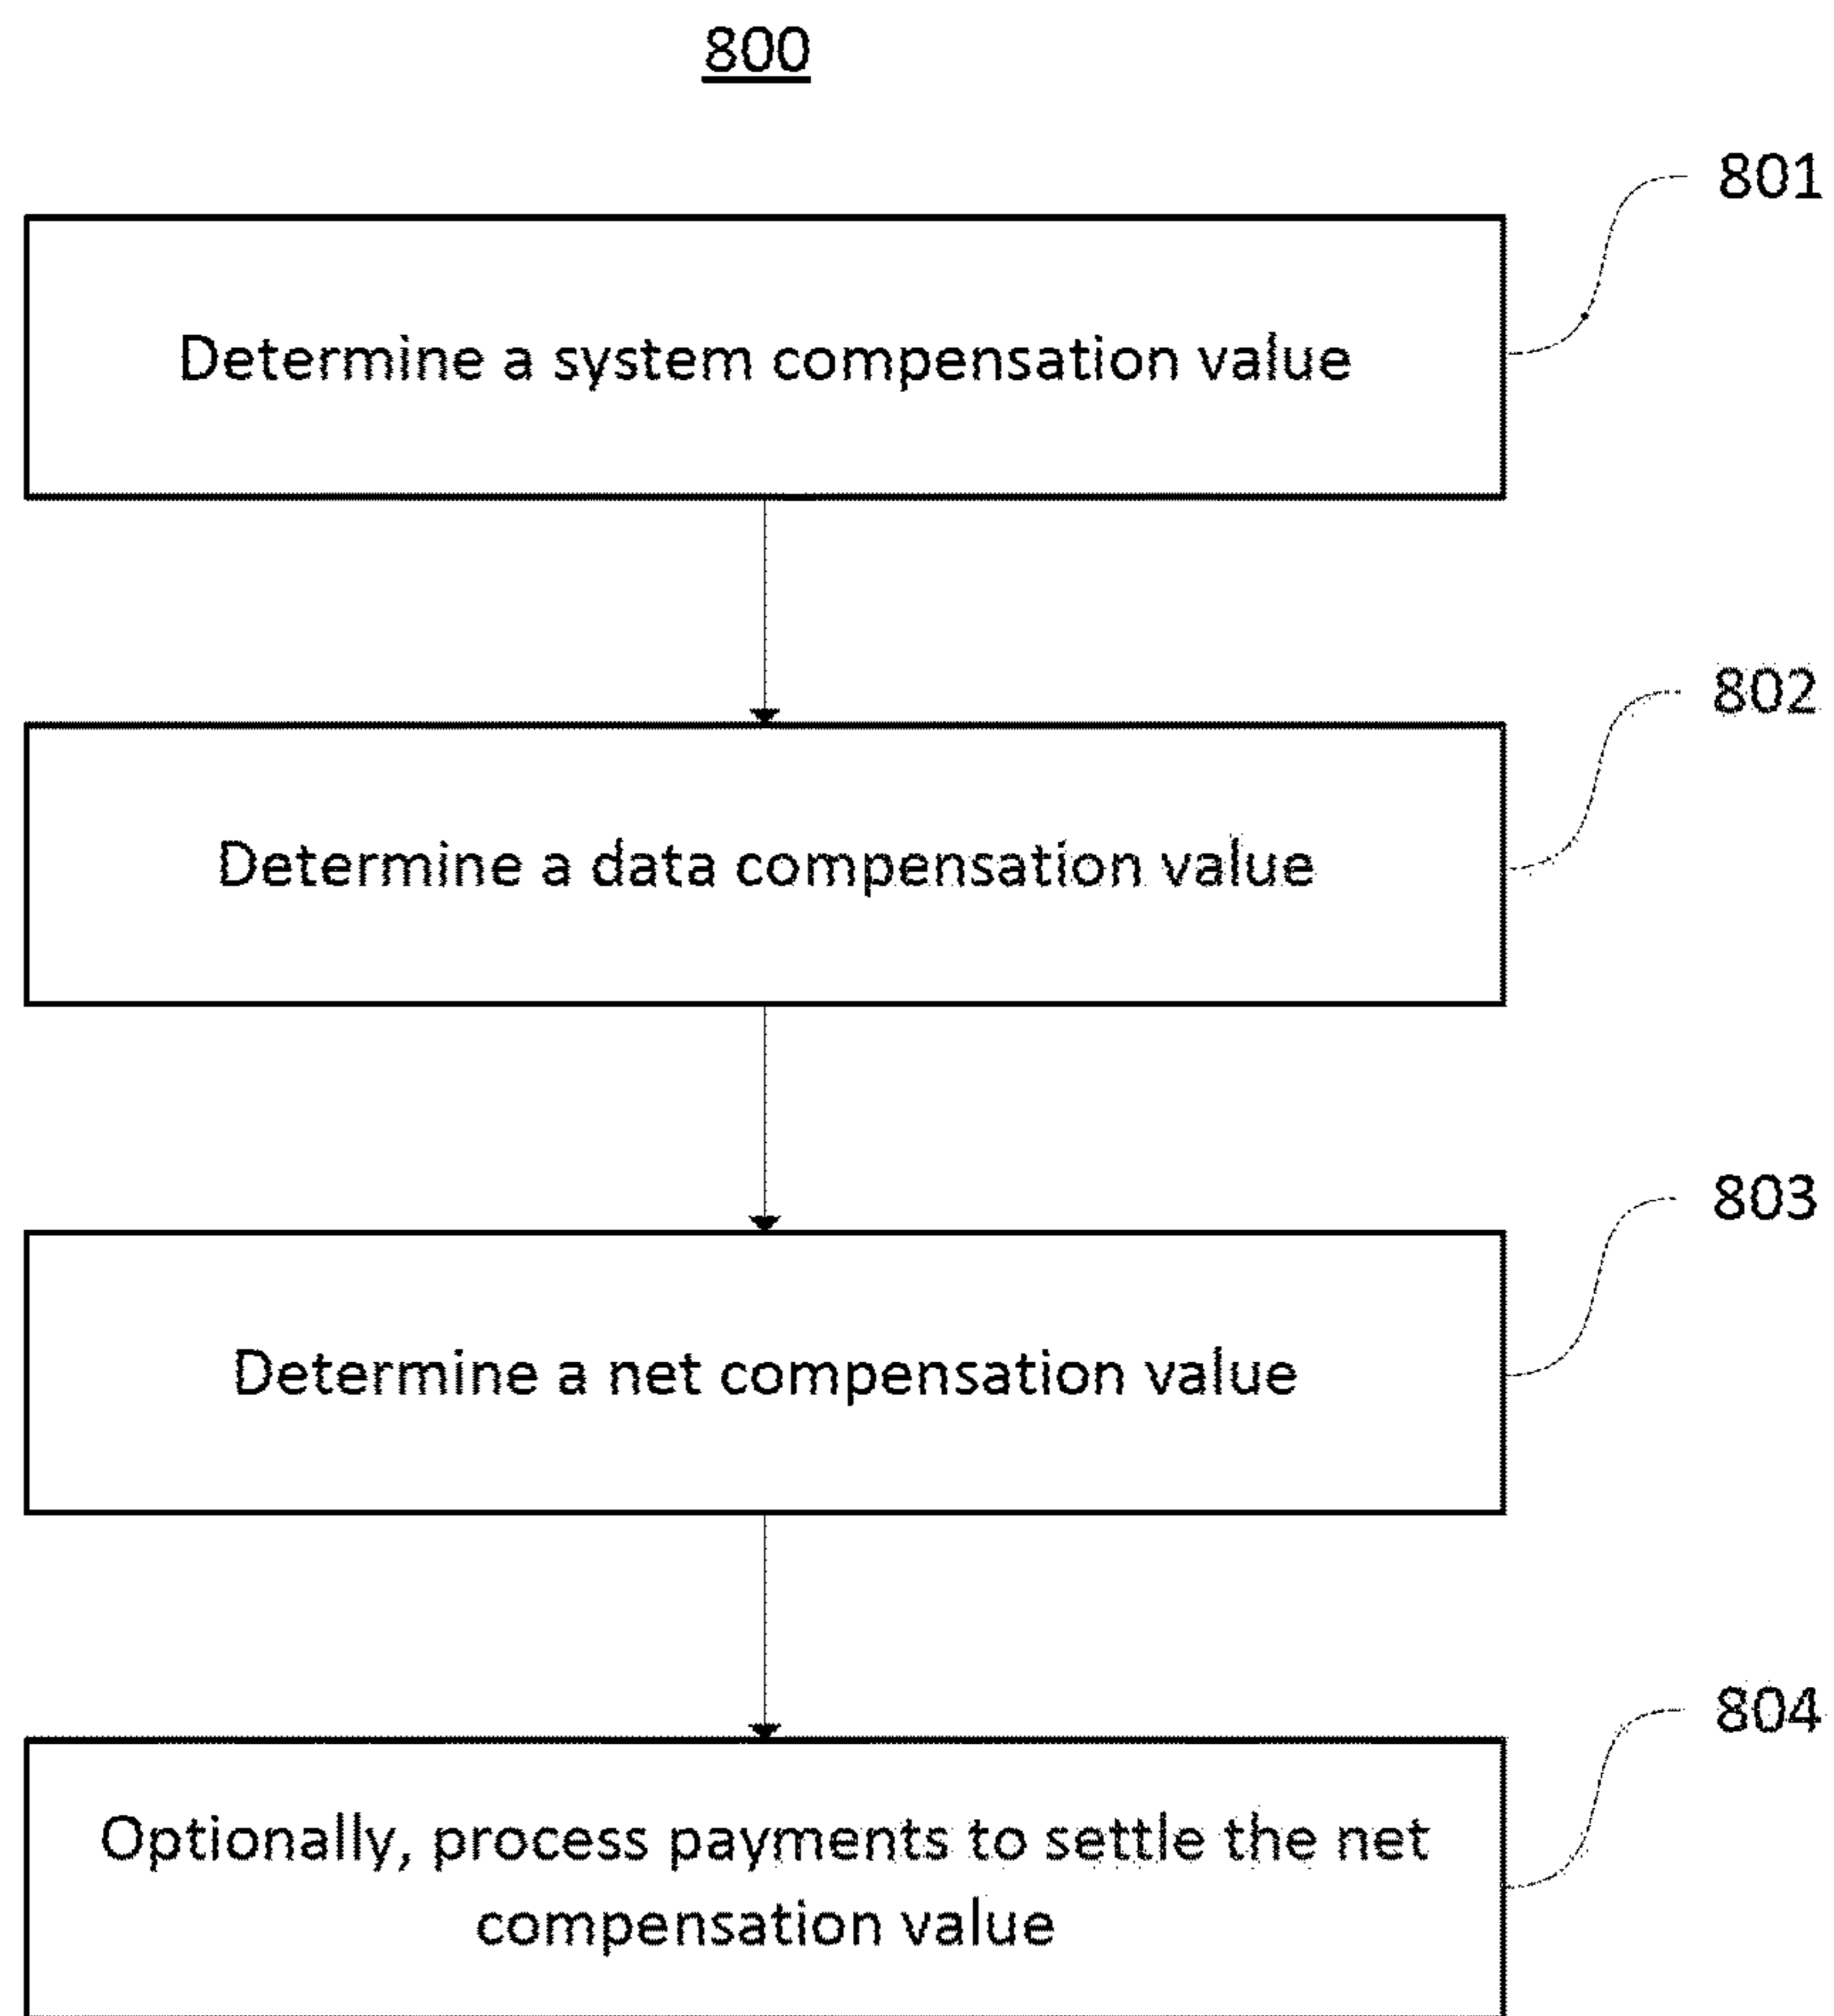 800
801
Determine a system compensation value
802
Determine a data compensation value
803
Determine a net compensation value
804
Optionally, process payments to settle the net
compensation value